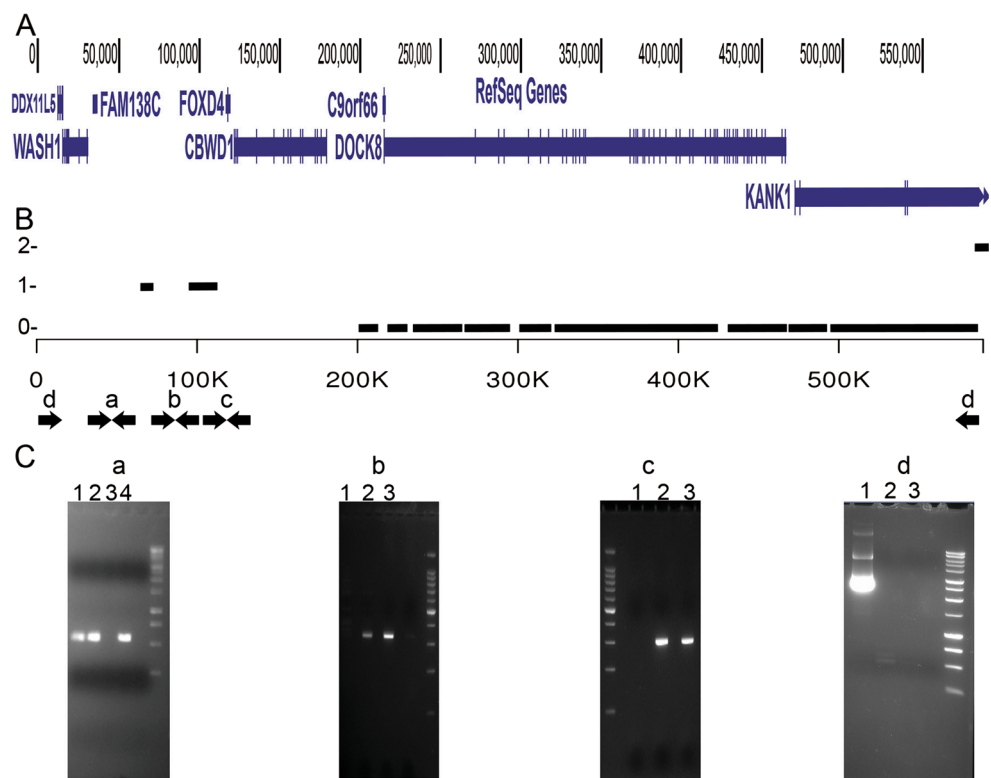 A
0 50,000 100,000 150,000 200,000 250,000 300,000 350,000 400,000 450,000 500,000 550,000
RefSeq Genes
DDX11L5 FAM138C FOXD4 C9orf66
WASH1 CBWD1 DOCK8
KANK1
B
2-
1-
0-
0 100K 200K 300K 400K 500K
d a b c d
C
a b c d
1 2 3 4 1 2 3 1 2 3 1 2 3